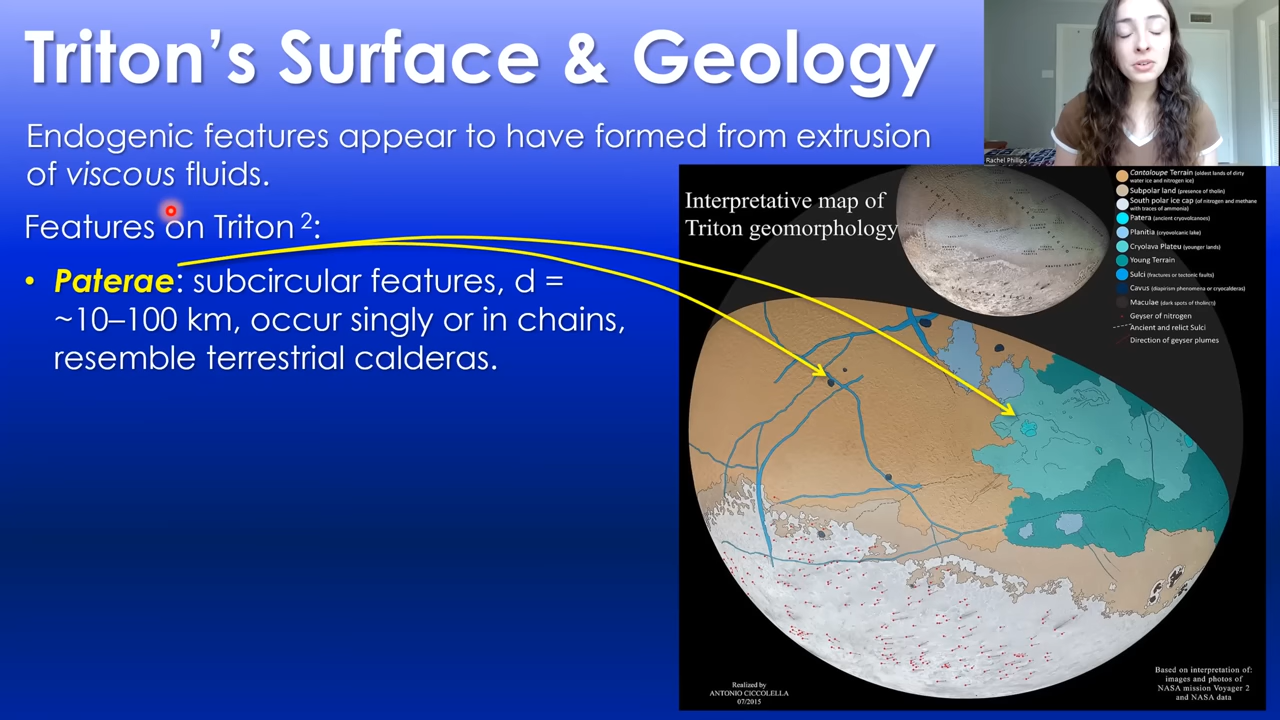 Triton's Surface & Geology
Endogenic features appear to have formed from extrusion
of viscous fluids.
Features on Triton 2:
• Paterae: subcircular features, d =
~10–100 km, occur singly or in chains,
resemble terrestrial calderas.
Rachel Phillips
Interpretative map of
Triton geomorphology
Cantaloupe Terrain (oldest lands of dirty
water ice and nitrogen ice)
Subpolar land (presence of tholin)
South polar ice cap (of nitrogen and methane
with traces of ammonia)
Patera (ancient cryovolcanoes)
Planitia (cryovolcanic lake)
Cryolava Plateu (younger lands)
Young Terrain
Sulci (fractures or tectonic faults)
Cavus (diapirism phenomena or cryocalderas)
Maculae (dark spots of tholin)
Geyser of nitrogen
Ancient and relict Sulci
Direction of geyser plumes
Realized by
ANTONIO CICCOLELLA
07/2015
Based on interpretation of:
images and photos of
NASA mission Voyager 2
and NASA data